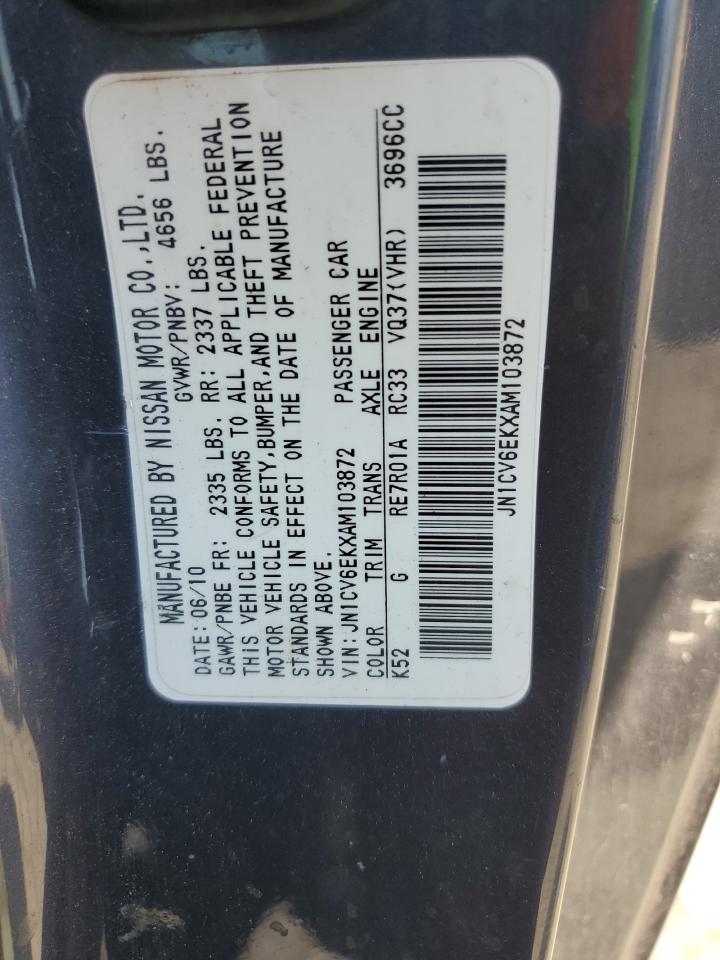 MANUFACTURED BY NISSAN MOTOR CO.,LTD.
DATE:06/10 GVWR/PNBV: 4656 LBS.
GAWR/PNBE FR: 2335 LBS. RR: 2337 LBS.
THIS VEHICLE CONFORMS TO ALL APPLICABLE FEDERAL
MOTOR VEHICLE SAFETY,BUMPER,AND THEFT PREVENTION
STANDARDS IN EFFECT ON THE DATE OF MANUFACTURE
SHOWN ABOVE.
VIN:JN1CV6EKXAM103872 PASSENGER CAR
COLOR TRIM TRANS AXLE ENGINE
K52 G RE7R01A RC33 VQ37(VHR) 3696CC
JN1CV6EKXAM103872